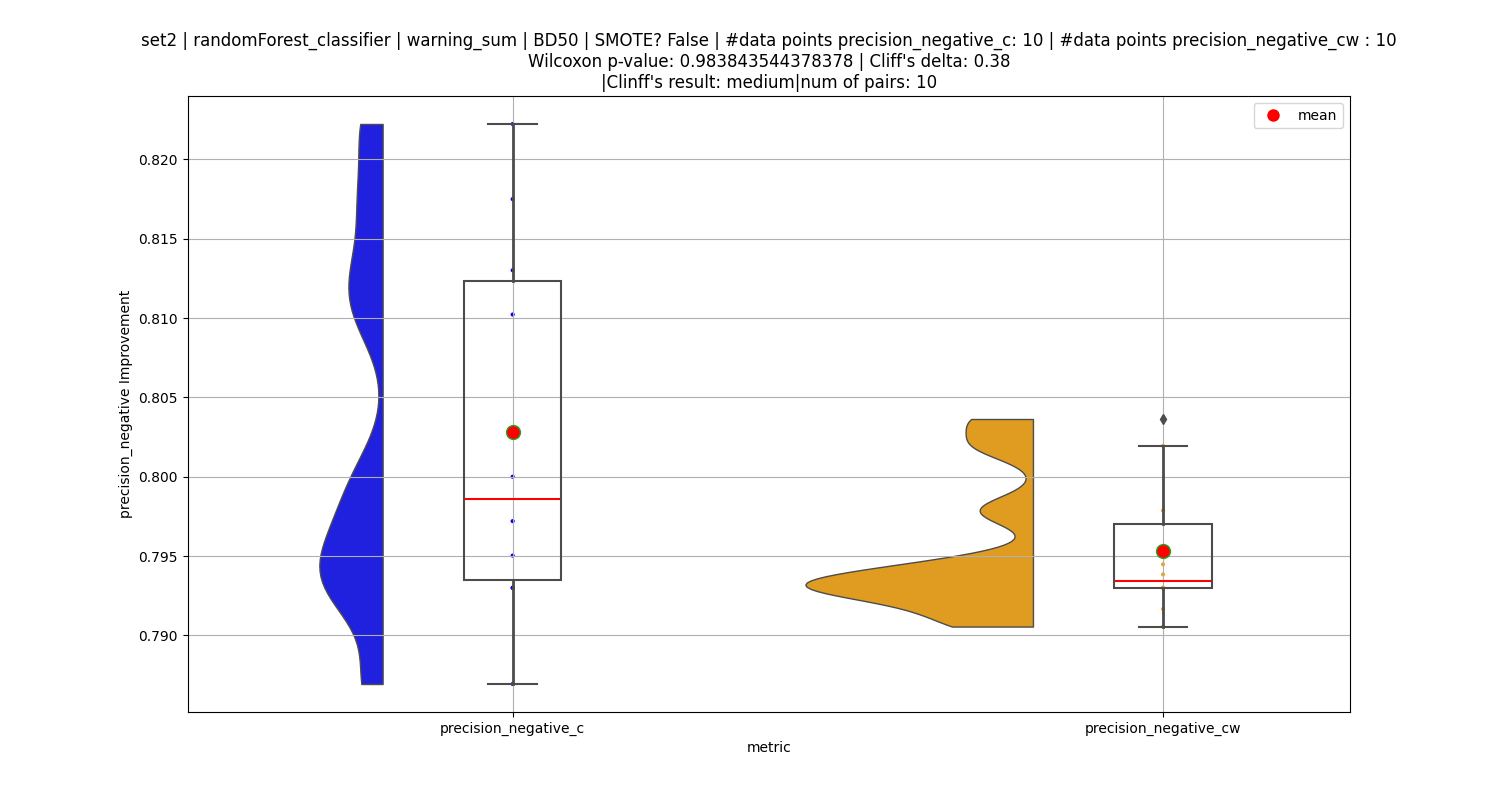 set2 | randomForest_classifier | warning_sum | BD50 | SMOTE? False | #data points precision_negative_c: 10 | #data points precision_negative_cw : 10
Wilcoxon p-value: 0.983843544378378 | Cliff's delta: 0.38
|Clinff's result: medium|num of pairs: 10
mean
precision_negative Improvement
0.820
0.815
0.810
0.805
0.800
0.795
0.790
precision_negative_c
precision_negative_cw
metric